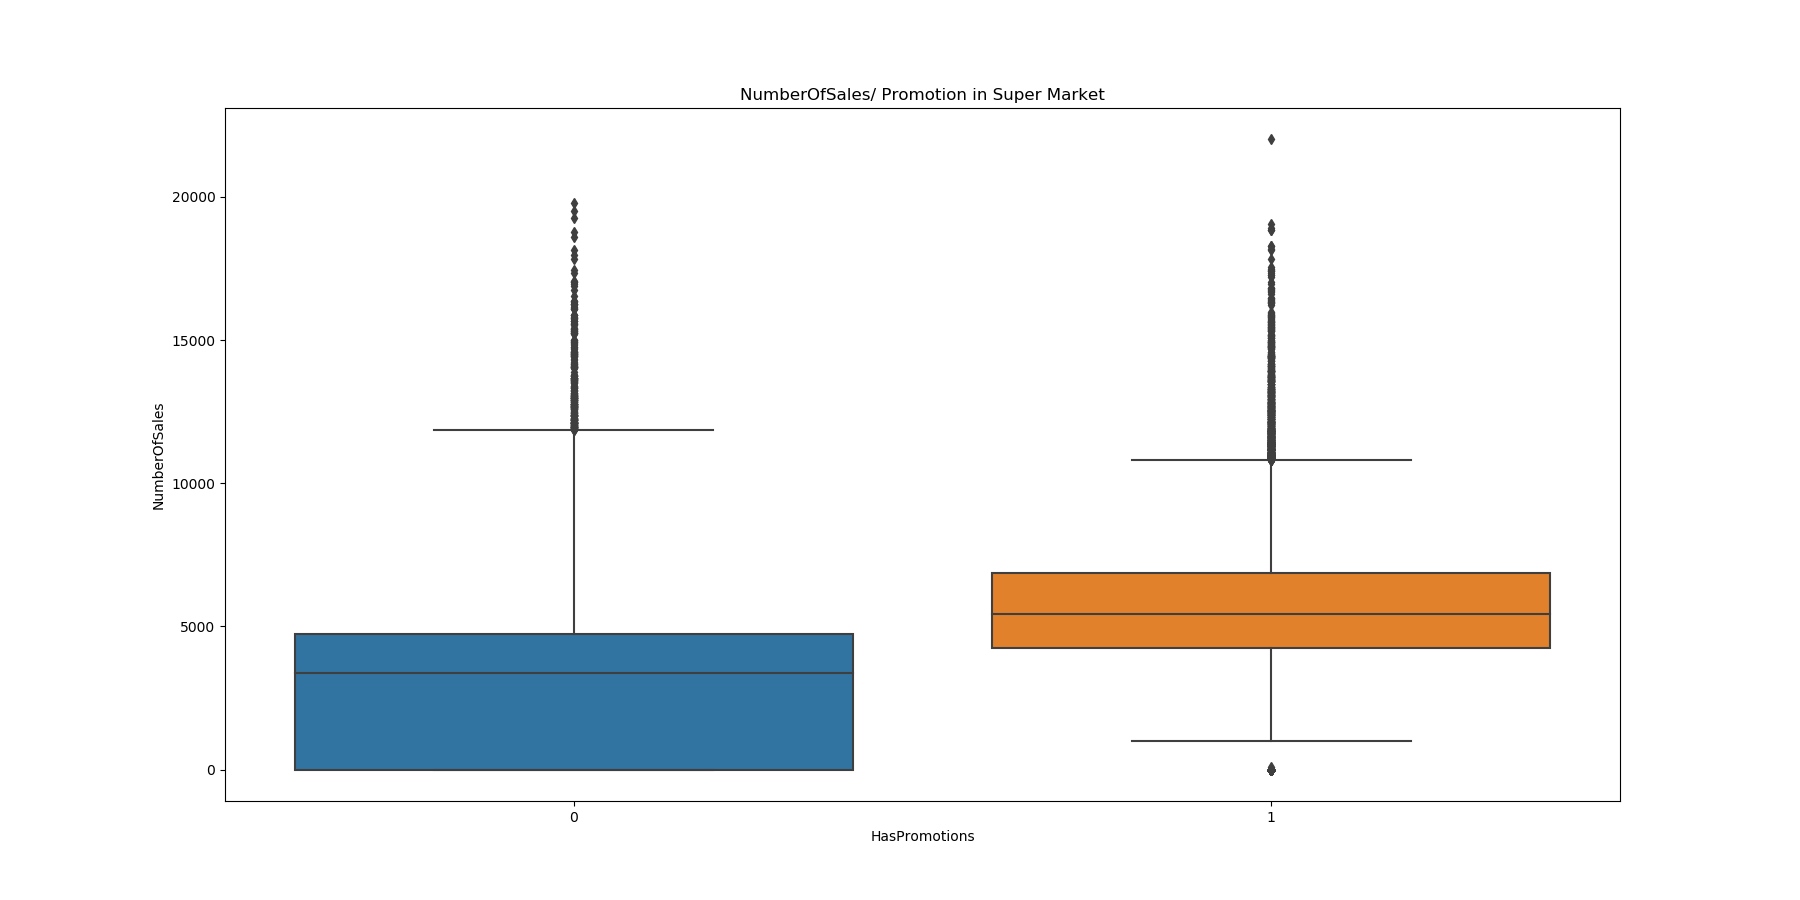 NumberOfSales/ Promotion in Super Market
20000
15000
10000
5000
0
NumberOfSales
0 1
HasPromotions